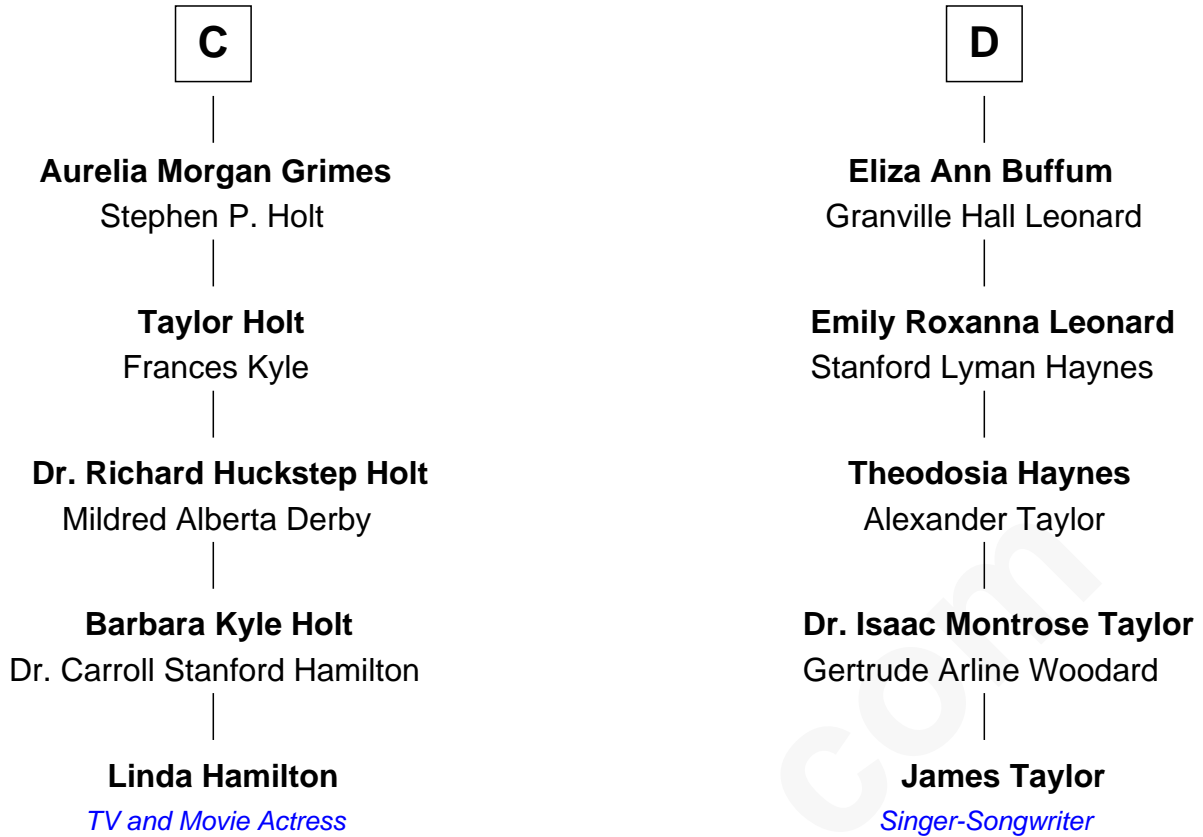 C
Aurelia Morgan Grimes
Stephen P. Holt
Taylor Holt
Frances Kyle
Dr. Richard Huckstep Holt
Mildred Alberta Derby
Barbara Kyle Holt
Dr. Carroll Stanford Hamilton
Linda Hamilton
TV and Movie Actress
D
Eliza Ann Buffum
Granville Hall Leonard
Emily Roxanna Leonard
Stanford Lyman Haynes
Theodosia Haynes
Alexander Taylor
Dr. Isaac Montrose Taylor
Gertrude Arline Woodard
James Taylor
Singer-Songwriter
com